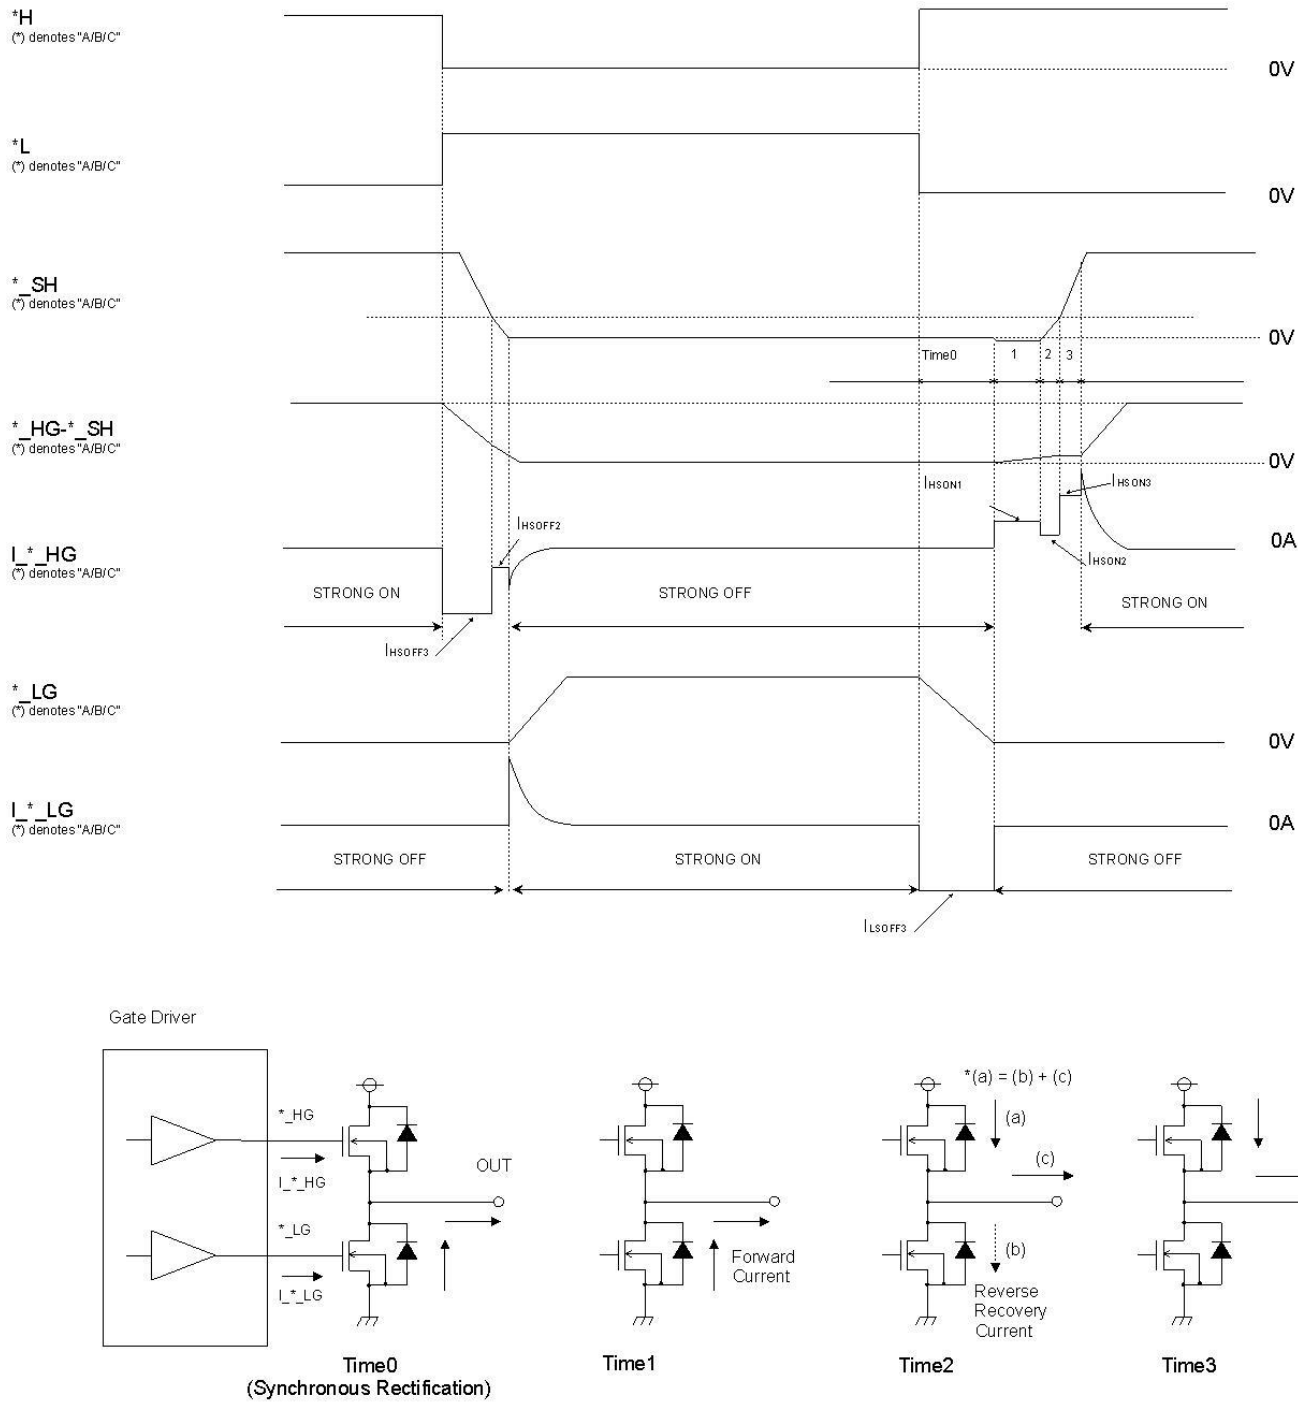 *H
(*) denotes "A/B/C"
0V
*L
(*) denotes "A/B/C"
0V
*_SH
(*) denotes "A/B/C"
0V
Time0 1 2 3
*_HG-*_SH
(*) denotes "A/B/C"
0V
IHSON1
IHSON3
IHSOFF2
I_*_HG
(*) denotes "A/B/C"
0A
IHSON2
STRONG ON
STRONG OFF
STRONG ON
IHSOFF3
*_LG
(*) denotes "A/B/C"
0V
I_*_LG
(*) denotes "A/B/C"
0A
STRONG OFF
STRONG ON
STRONG OFF
ILSOFF3
Gate Driver
*_HG
I_*_HG
*_LG
I_*_LG
OUT
Time0
(Synchronous Rectification)
Forward
Current
Time1
*(a) = (b) + (c)
(a)
(c)
(b)
Reverse
Recovery
Current
Time2
Time3